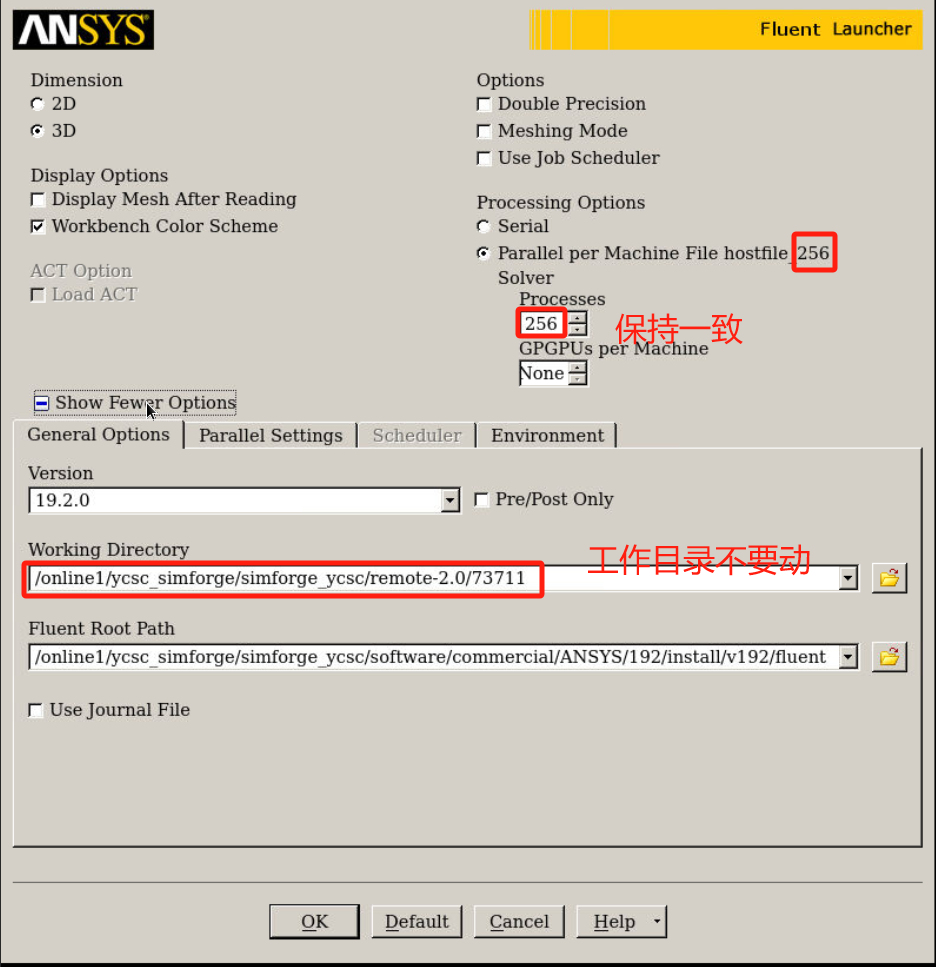 ANSYS
Fluent Launcher
Dimension
2D
3D
Display Options
Display Mesh After Reading
Workbench Color Scheme
ACT Option
Load ACT
Options
Double Precision
Meshing Mode
Use Job Scheduler
Processing Options
Serial
Parallel per Machine File hostfile_256
Solver
Processes
256
保持一致
GPGPUs per Machine
None
Show Fewer Options
General Options
Parallel Settings
Scheduler
Environment
Version
19.2.0
Pre/Post Only
Working Directory
工作目录不要动
/online1/ycsc_simforge/simforge_ycsc/remote-2.0/73711
Fluent Root Path
/online1/ycsc_simforge/simforge_ycsc/software/commercial/ANSYS/192/install/v192/fluent
Use Journal File
OK
Default
Cancel
Help